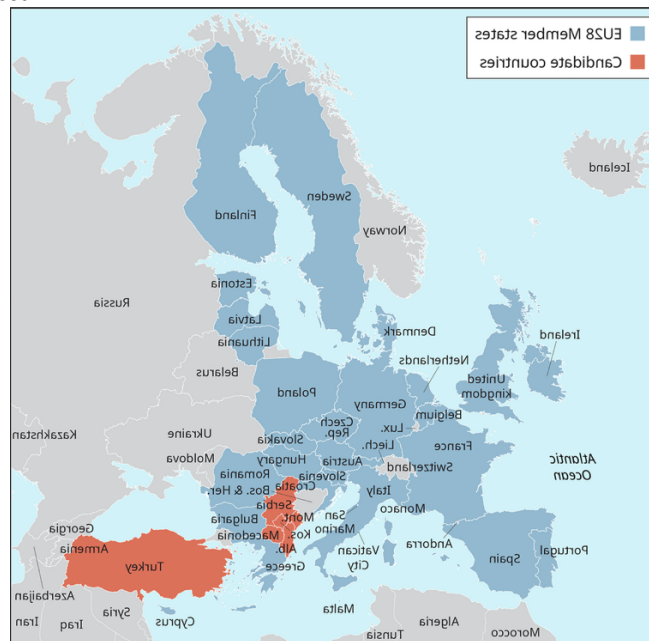 EU28 Member states
Candidate countries
Iceland
Sweden
Finland
Norway
Russia
Estonia
Latvia
Lithuania
Denmark
Ireland
Netherlands
Belarus
United
Kingdom
Poland
Germany
Belgium
Kazakhstan
Ukraine
Czech
Rep.
Lux.
Slovakia
Liech.
France
Atlantic
Ocean
Moldova
Hungary
Austria
Switzerland
Romania
Slovenia
Croatia
Bos. & Her.
Italy
Serbia
Monaco
Georgia
Bulgaria
Mont.
San
Marino
Armenia
Macedonia
Kos.
Andorra
Portugal
Alb.
Vatican
City
Spain
Turkey
Greece
Azerbaijan
Malta
Syria
Cyprus
Iran
Iraq
Algeria
Tunsia
Morocco